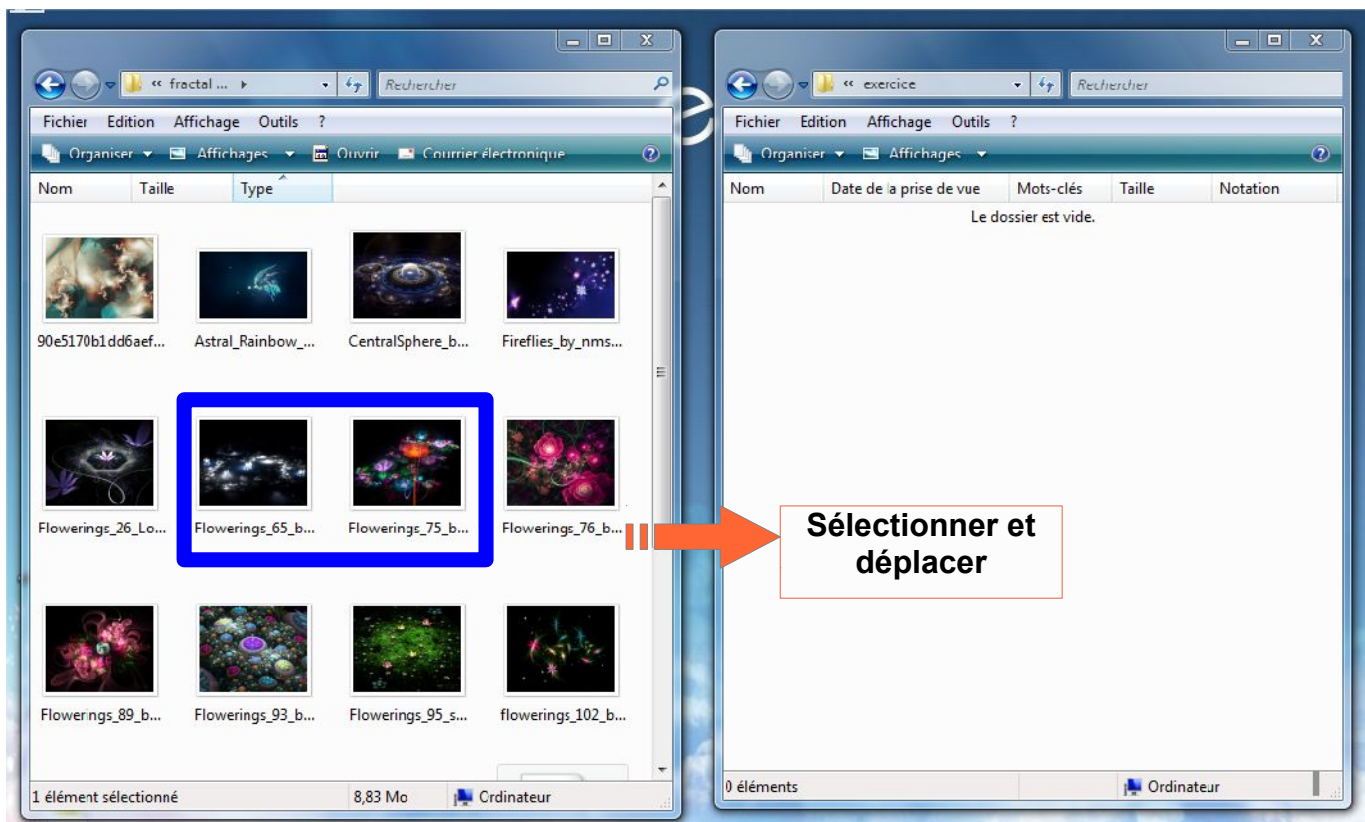 « fractal ...
Rechercher
Fichier Edition Affichage Outils ?
Organiser Affichages Ouvrir Courrier électronique
Nom Taille Type
90e5170b1dd6aef... Astral_Rainbow_... CentralSphere_b... Fireflies_by_nms...
Flowerings_26_Lo... Flowerings_65_b... Flowerings_75_b... Flowerings_76_b...
Flowerings_89_b... Flowerings_93_b... Flowerings_95_s... flowerings_102_b...
1 élément sélectionné 8,83 Mo Ordinateur
« exercice
Rechercher
Fichier Edition Affichage Outils ?
Organiser Affichages
Nom Date de la prise de vue Mots-clés Taille Notation
Le dossier est vide.
Sélectionner et
déplacer
0 éléments Ordinateur